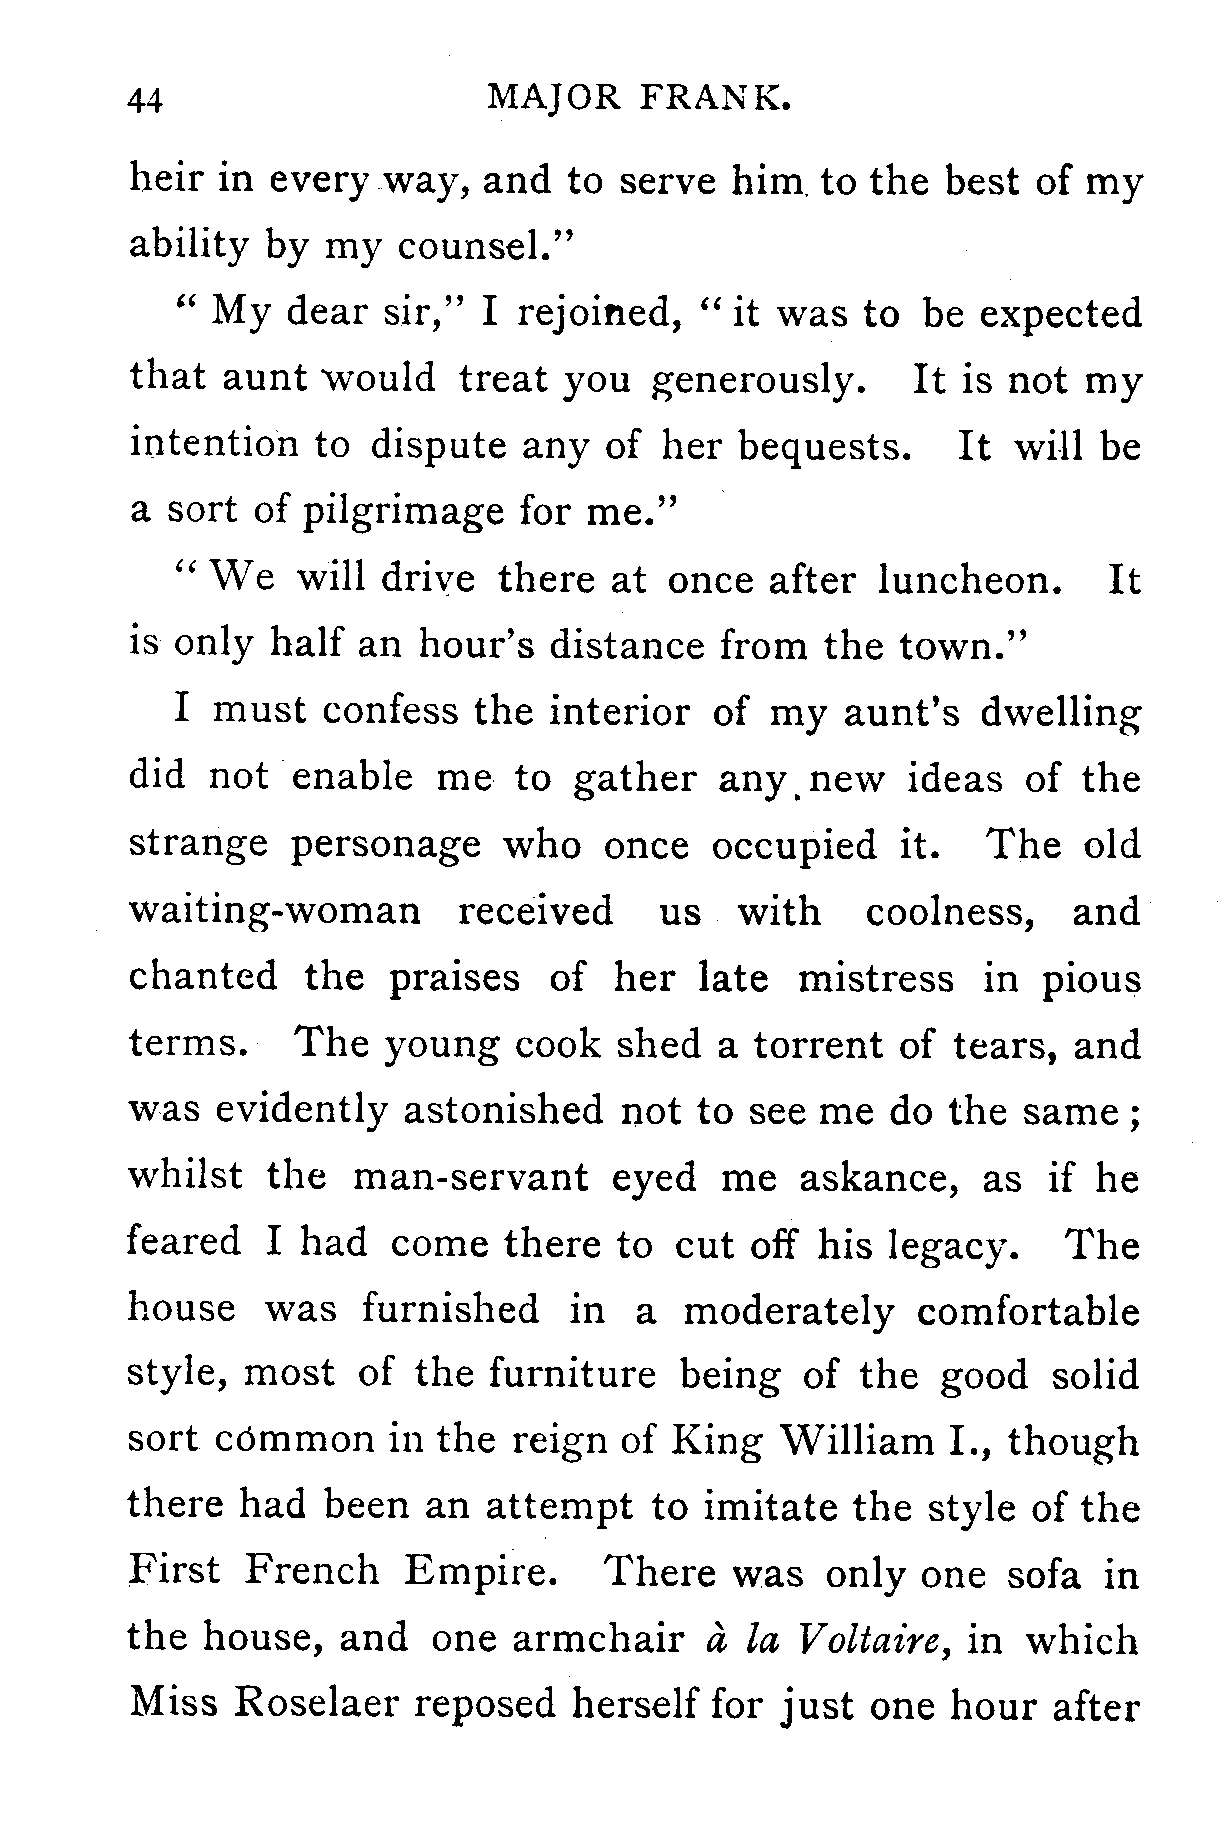 44 MAJOR FRANK.
heir in every way, and to serve him to the best of my
ability by my counsel."
" My dear sir," I rejoined, " it was to be expected
that aunt would treat you generously. It is not my
intention to dispute any of her bequests. It will be
a sort of pilgrimage for me."
" We will drive there at once after luncheon. It
is only half an hour's distance from the town."
I must confess the interior of my aunt's dwelling
did not enable me to gather any new ideas of the
strange personage who once occupied it. The old
waiting-woman received us with coolness, and
chanted the praises of her late mistress in pious
terms. The young cook shed a torrent of tears, and
was evidently astonished not to see me do the same ;
whilst the man-servant eyed me askance, as if he
feared I had come there to cut off his legacy. The
house was furnished in a moderately comfortable
style, most of the furniture being of the good solid
sort common in the reign of King William I., though
there had been an attempt to imitate the style of the
First French Empire. There was only one sofa in
the house, and one armchair à la Voltaire, in which
Miss Roselaer reposed herself for just one hour after